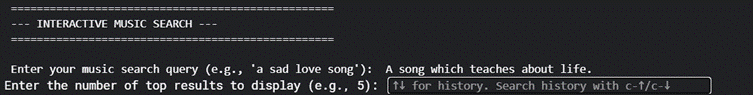 ==================================================
--- INTERACTIVE MUSIC SEARCH ---
==================================================
Enter your music search query (e.g., 'a sad love song'):  A song which teaches about life.
Enter the number of top results to display (e.g., 5): ↑↓ for history. Search history with c-↑/c-↓